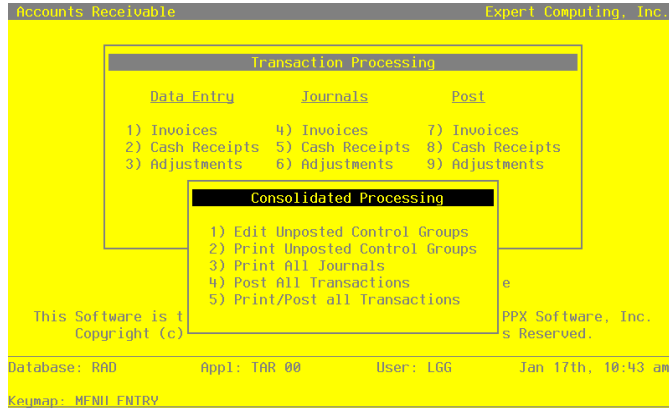 Accounts Receivable Expert Computing, Inc.
Transaction Processing
Data Entry Journals Post
1) Invoices 4) Invoices 7) Invoices
2) Cash Receipts 5) Cash Receipts 8) Cash Receipts
3) Adjustments 6) Adjustments 9) Adjustments
Consolidated Processing
1) Edit Unposted Control Groups
2) Print Unposted Control Groups
3) Print All Journals
4) Post All Transactions e
5) Print/Post all Transactions
This Software is t PPX Software, Inc.
Copyright (c) s Reserved.
Database: RAD Appl: TAR 00 User: LGG Jan 17th, 10:43 am
Keymap: MENU ENTRY